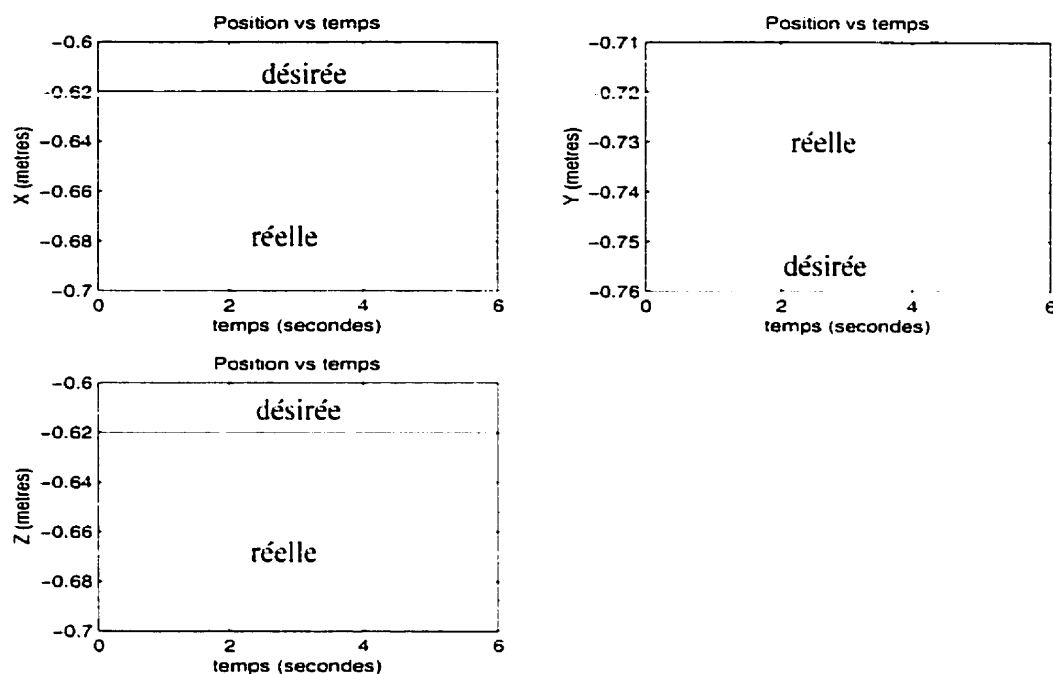 Position vs temps
-0.6
-0.62
-0.64
-0.66
-0.68
-0.7
X (metres)
désirée
réelle
0 2 4 6
temps (secondes)
Position vs temps
-0.71
-0.72
-0.73
-0.74
-0.75
-0.76
Y (metres)
réelle
désirée
0 2 4 6
temps (secondes)
Position vs temps
-0.6
-0.62
-0.64
-0.66
-0.68
-0.7
Z (metres)
désirée
réelle
0 2 4 6
temps (secondes)